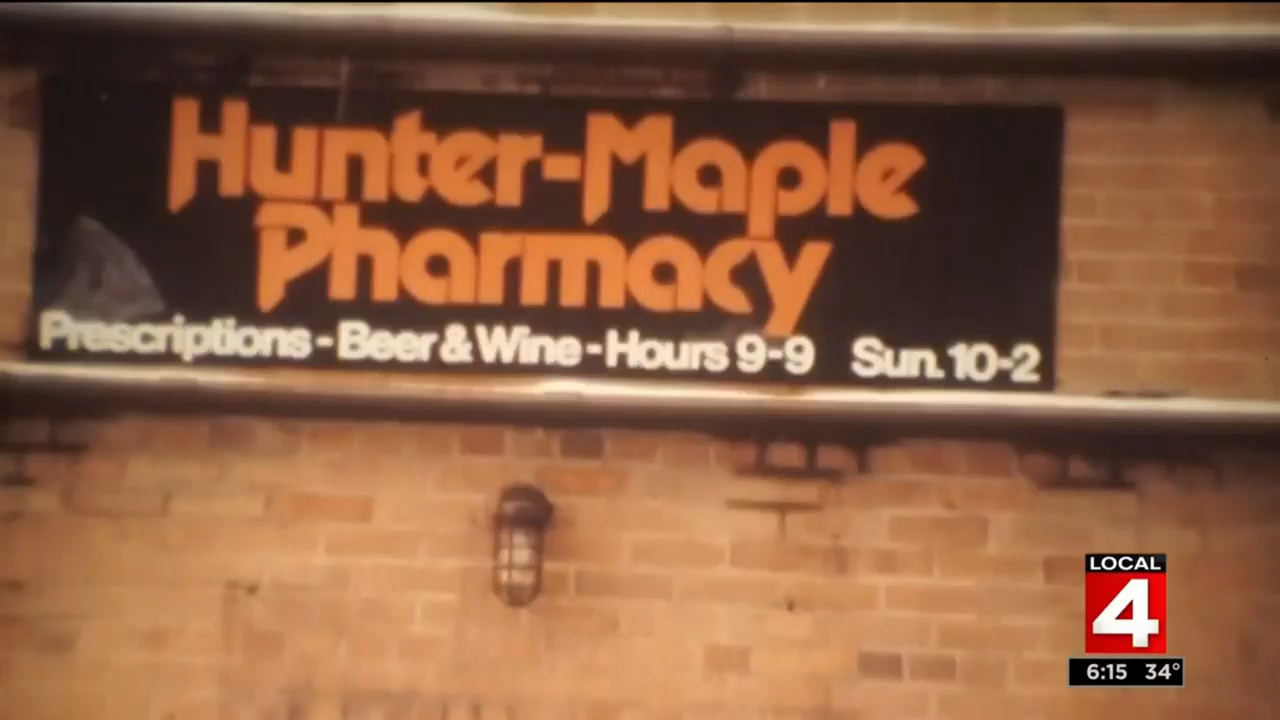 Hunter-Maple
Pharmacy
Prescriptions - Beer & Wine - Hours 9-9 Sun. 10-2
LOCAL
4
6:15 34°